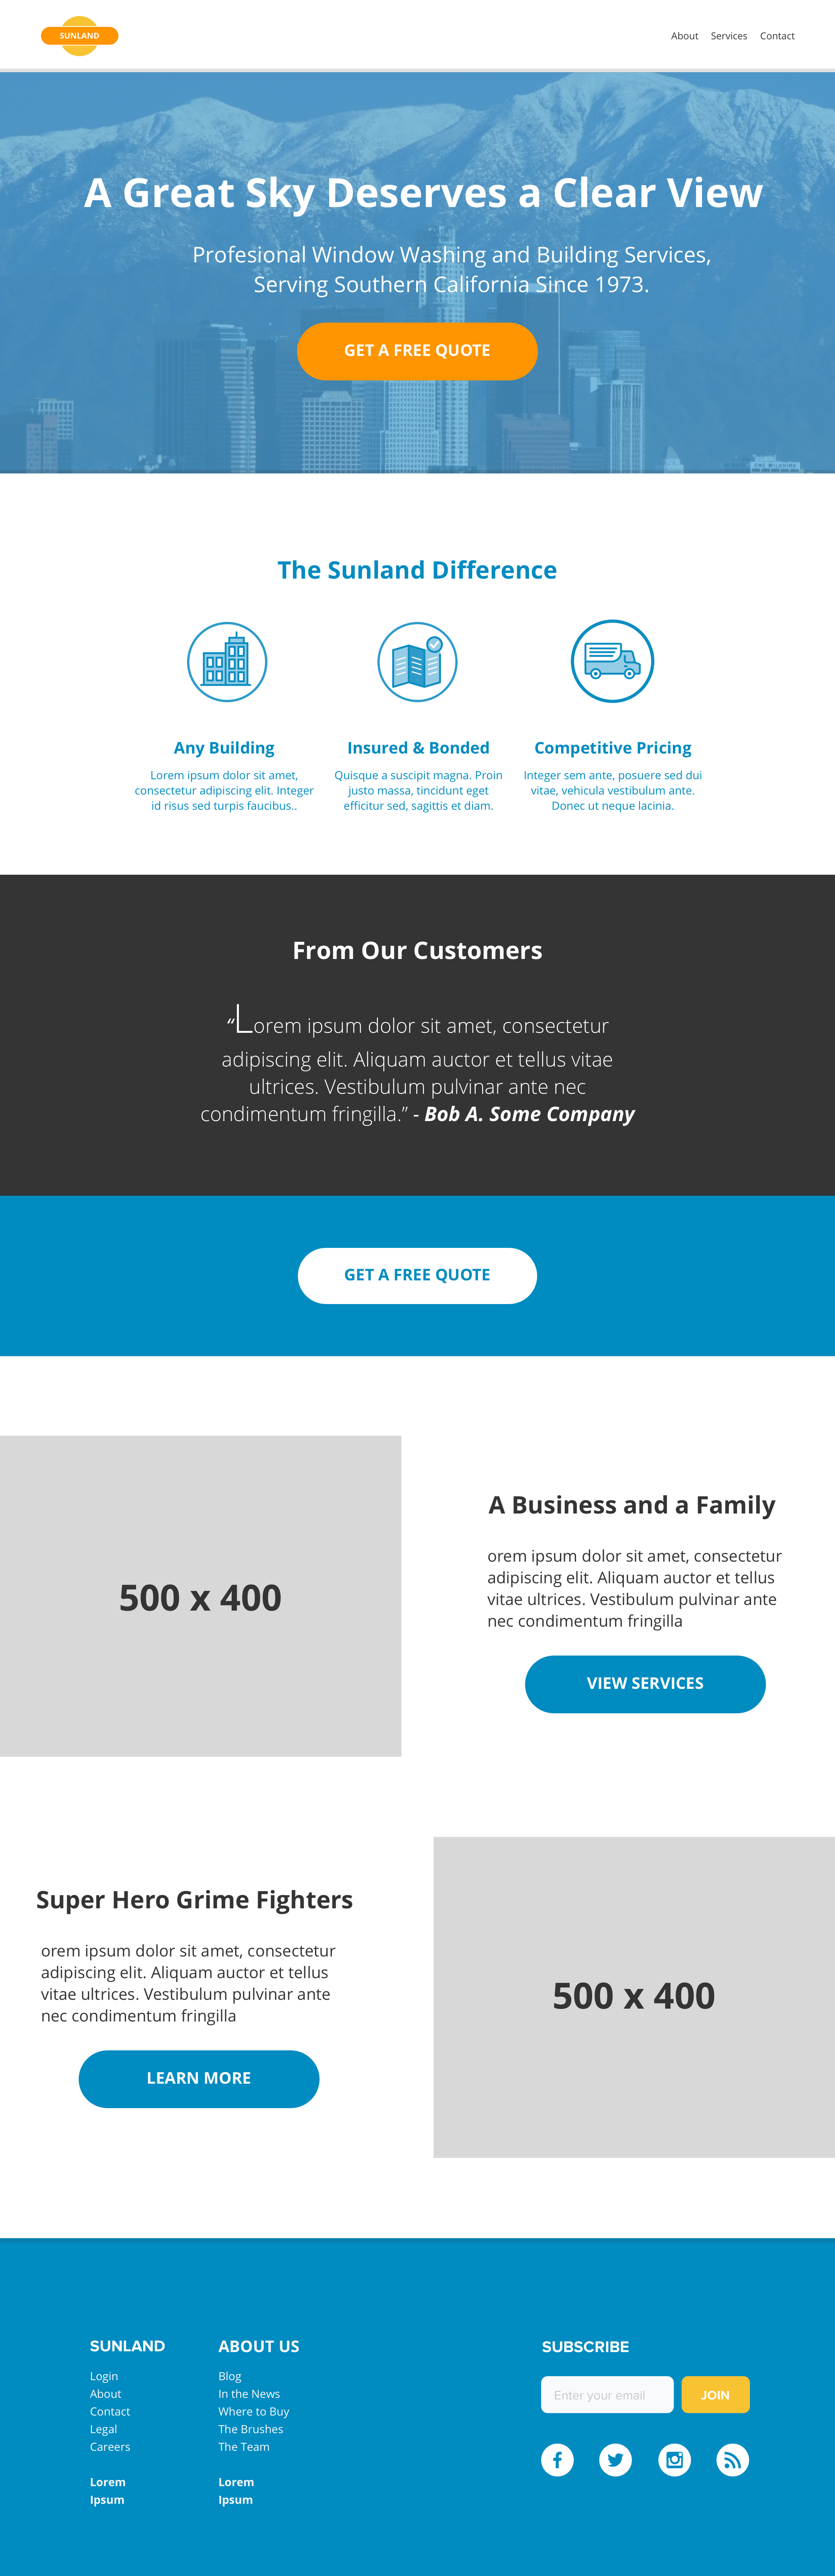 SUNLAND
About Services Contact
A Great Sky Deserves a Clear View
Profesional Window Washing and Building Services,
Serving Southern California Since 1973.
GET A FREE QUOTE
ONE WILSHIRE
The Sunland Difference
Any Building
Lorem ipsum dolor sit amet,
consectetur adipiscing elit. Integer
id risus sed turpis faucibus..
Insured & Bonded
Quisque a suscipit magna. Proin
justo massa, tincidunt eget
efficitur sed, sagittis et diam.
Competitive Pricing
Integer sem ante, posuere sed dui
vitae, vehicula vestibulum ante.
Donec ut neque lacinia.
From Our Customers
“Lorem ipsum dolor sit amet, consectetur
adipiscing elit. Aliquam auctor et tellus vitae
ultrices. Vestibulum pulvinar ante nec
condimentum fringilla.” - Bob A. Some Company
GET A FREE QUOTE
500 x 400
A Business and a Family
orem ipsum dolor sit amet, consectetur
adipiscing elit. Aliquam auctor et tellus
vitae ultrices. Vestibulum pulvinar ante
nec condimentum fringilla
VIEW SERVICES
Super Hero Grime Fighters
orem ipsum dolor sit amet, consectetur
adipiscing elit. Aliquam auctor et tellus
vitae ultrices. Vestibulum pulvinar ante
nec condimentum fringilla
LEARN MORE
500 x 400
SUNLAND
Login
About
Contact
Legal
Careers
Lorem
Ipsum
ABOUT US
Blog
In the News
Where to Buy
The Brushes
The Team
Lorem
Ipsum
SUBSCRIBE
Enter your email
JOIN